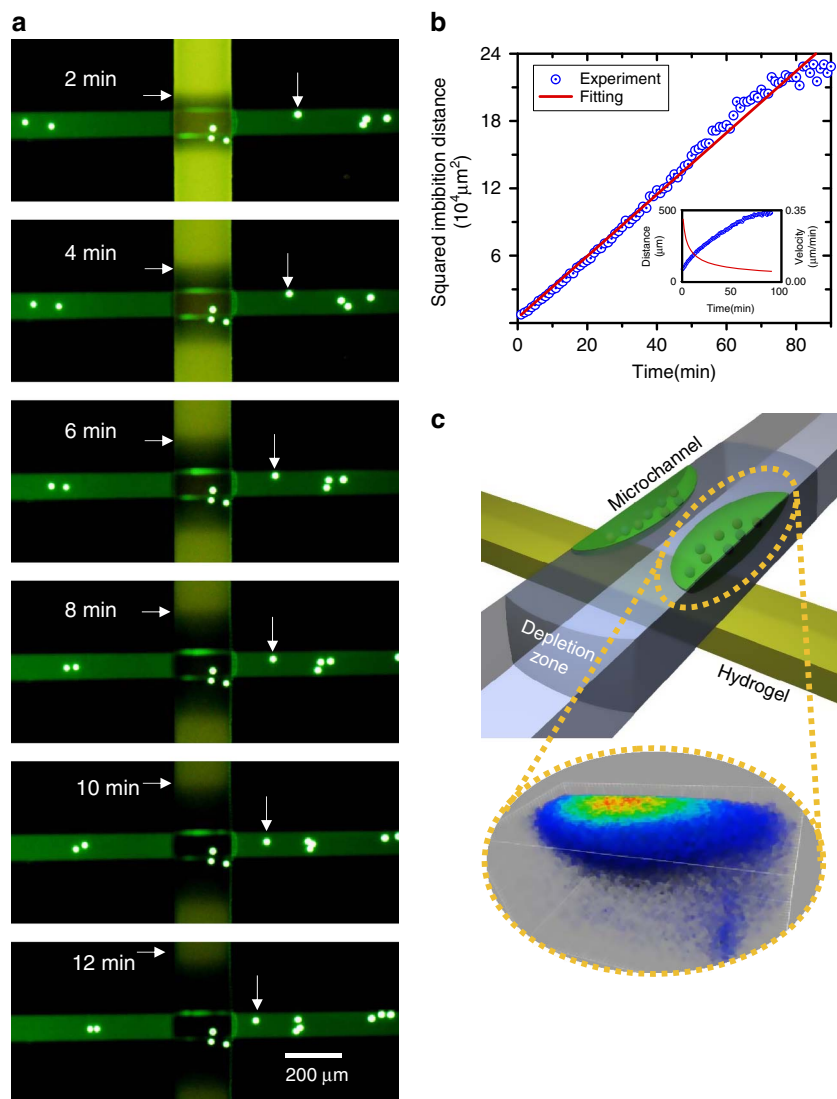 a
2 min
4 min
6 min
8 min
10 min
12 min
200 μm
b
Squared imbibition distance
(10⁴μm²)
24
18
12
6
Experiment
Fitting
Distance
(μm)
500
0
Velocity
(μm/min)
0.35
0.00
0 50 100
Time(min)
0 20 40 60 80
Time(min)
c
Microchannel
Depletion
zone
Hydrogel